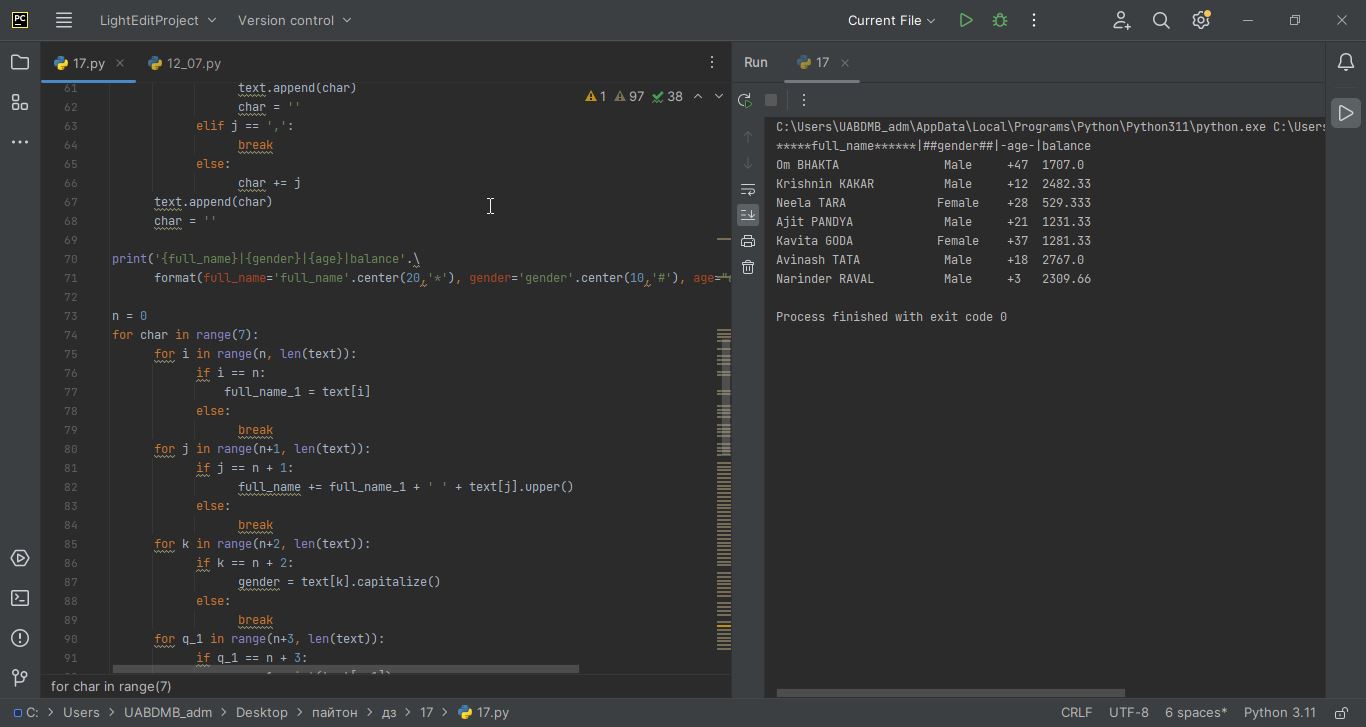 PC LightEditProject Version control Current File
17.py 12_07.py Run 17
1 97 38
61 text.append(char)
62 char = ''
63 elif j == ',':
64 break
65 else:
66 char += j
67 text.append(char)
68 char = ''
69
70 print('{full_name}|{gender}|{age}|balance'.\
71 format(full_name='full_name'.center(20,'*'), gender='gender'.center(10,'#'), age=
72
73 n = 0
74 for char in range(7):
75 for i in range(n, len(text)):
76 if i == n:
77 full_name_1 = text[i]
78 else:
79 break
80 for j in range(n+1, len(text)):
81 if j == n + 1:
82 full_name += full_name_1 + ' ' + text[j].upper()
83 else:
84 break
85 for k in range(n+2, len(text)):
86 if k == n + 2:
87 gender = text[k].capitalize()
88 else:
89 break
90 for q_1 in range(n+3, len(text)):
91 if q_1 == n + 3:
for char in range(7)
C:\Users\UABDMB_adm\AppData\Local\Programs\Python\Python311\python.exe C:\Users
*****full_name******|##gender##|-age-|balance
Om BHAKTA Male +47 1707.0
Krishnin KAKAR Male +12 2482.33
Neela TARA Female +28 529.333
Ajit PANDYA Male +21 1231.33
Kavita GODA Female +37 1281.33
Avinash TATA Male +18 2767.0
Narinder RAVAL Male +3 2309.66
Process finished with exit code 0
C: > Users > UABDMB_adm > Desktop > пайтон > дз > 17 > 17.py CRLF UTF-8 6 spaces* Python 3.11